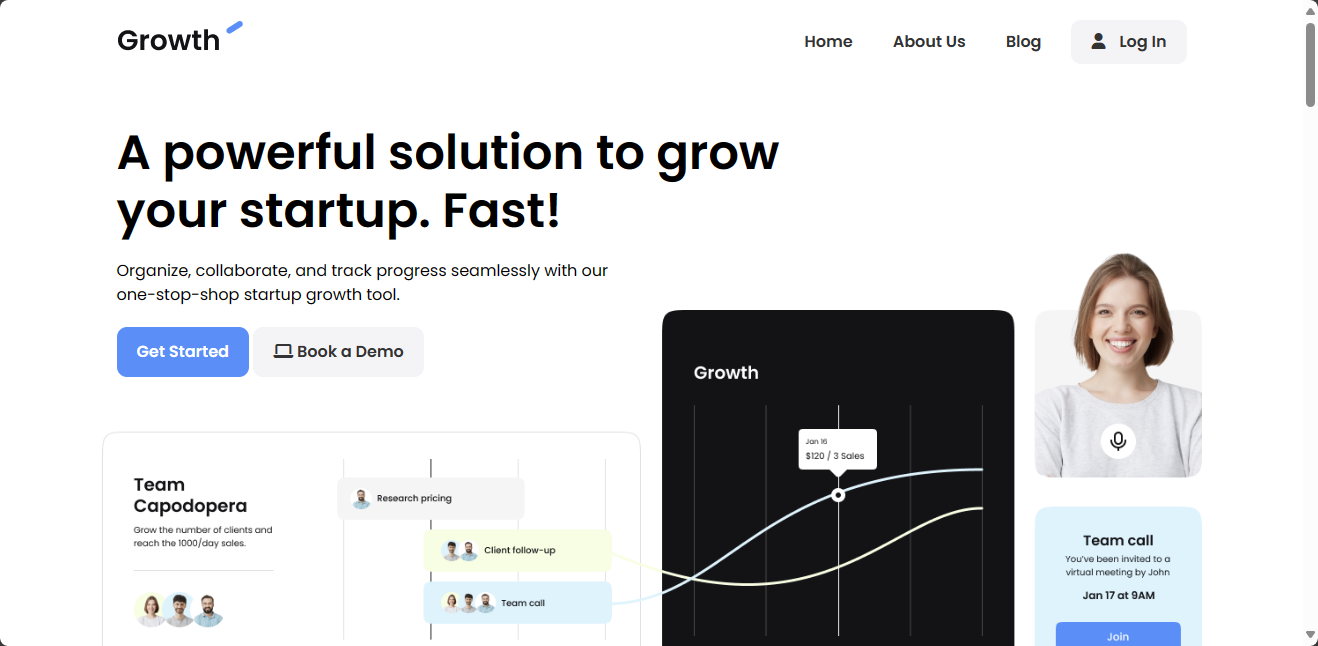 Growth
Home
About Us
Blog
Log In
A powerful solution to grow
your startup. Fast!
Organize, collaborate, and track progress seamlessly with our
one-stop-shop startup growth tool.
Get Started
Book a Demo
Team
Capodopera
Grow the number of clients and
reach the 1000/day sales.
Research pricing
Client follow-up
Team call
Growth
Jan 16
$120 / 3 Sales
Team call
You've been invited to a
virtual meeting by John
Jan 17 at 9AM
Join